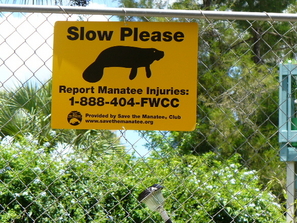 Slow Please
Report Manatee Injuries:
1-888-404-FWCC
Provided by Save the Manatee® Club
www.savethemanatee.org